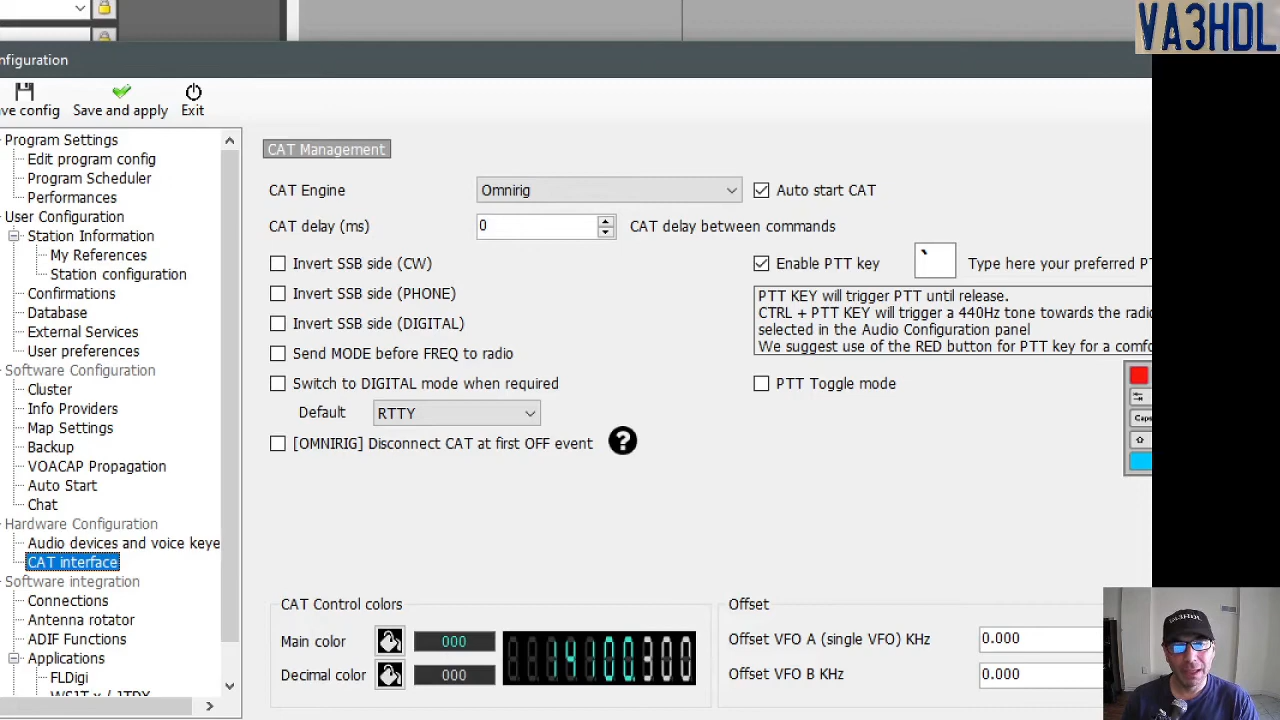 VA3HDL
nfiguration
ve config Save and apply Exit
Program Settings
Edit program config
Program Scheduler
Performances
User Configuration
Station Information
My References
Station configuration
Confirmations
Database
External Services
User preferences
Software Configuration
Cluster
Info Providers
Map Settings
Backup
VOACAP Propagation
Auto Start
Chat
Hardware Configuration
Audio devices and voice keye
CAT interface
Software integration
Connections
Antenna rotator
ADIF Functions
Applications
FLDigi
WSJT-x / JTDX
CAT Management
CAT Engine Omnirig Auto start CAT
CAT delay (ms) 0 CAT delay between commands
Invert SSB side (CW) Enable PTT key ` Type here your preferred PT
Invert SSB side (PHONE)
PTT KEY will trigger PTT until release.
CTRL + PTT KEY will trigger a 440Hz tone towards the radio
selected in the Audio Configuration panel
We suggest use of the RED button for PTT key for a comfo
Invert SSB side (DIGITAL)
Send MODE before FREQ to radio
Switch to DIGITAL mode when required PTT Toggle mode
Default RTTY
[OMNIRIG] Disconnect CAT at first OFF event ?
Caps
CAT Control colors
Main color 000
Decimal color 000
14100300
Offset
Offset VFO A (single VFO) KHz 0.000
Offset VFO B KHz 0.000
VA3HDL